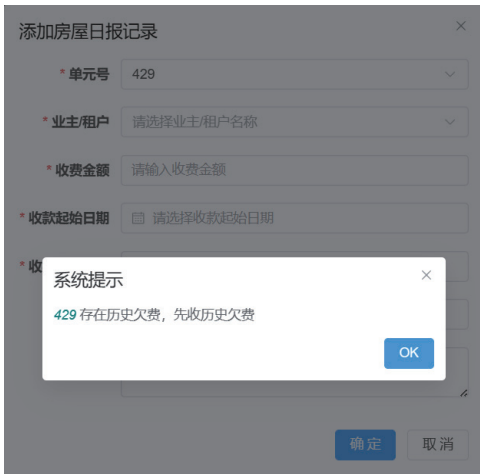 添加房屋日报记录
* 单元号 429
* 业主/租户 请选择业主/租户名称
* 收费金额 请输入收费金额
* 收款起始日期 请选择收款起始日期
* 收
系统提示
429 存在历史欠费，先收历史欠费
OK
确定 取消